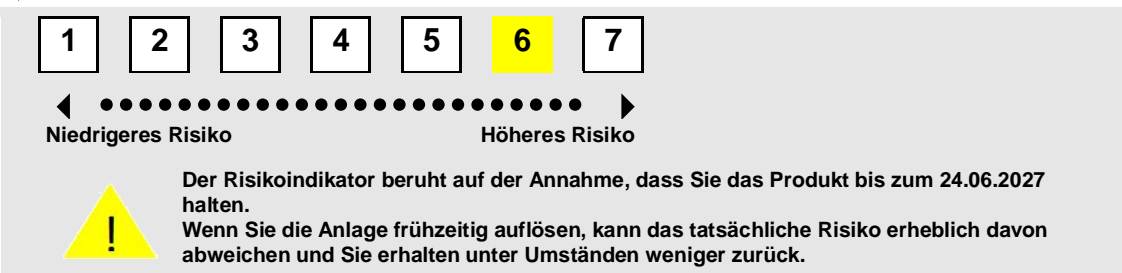 1 2 3 4 5 6 7
Niedrigeres Risiko Höheres Risiko
Der Risikoindikator beruht auf der Annahme, dass Sie das Produkt bis zum 24.06.2027
halten.
Wenn Sie die Anlage frühzeitig auflösen, kann das tatsächliche Risiko erheblich davon
abweichen und Sie erhalten unter Umständen weniger zurück.
!